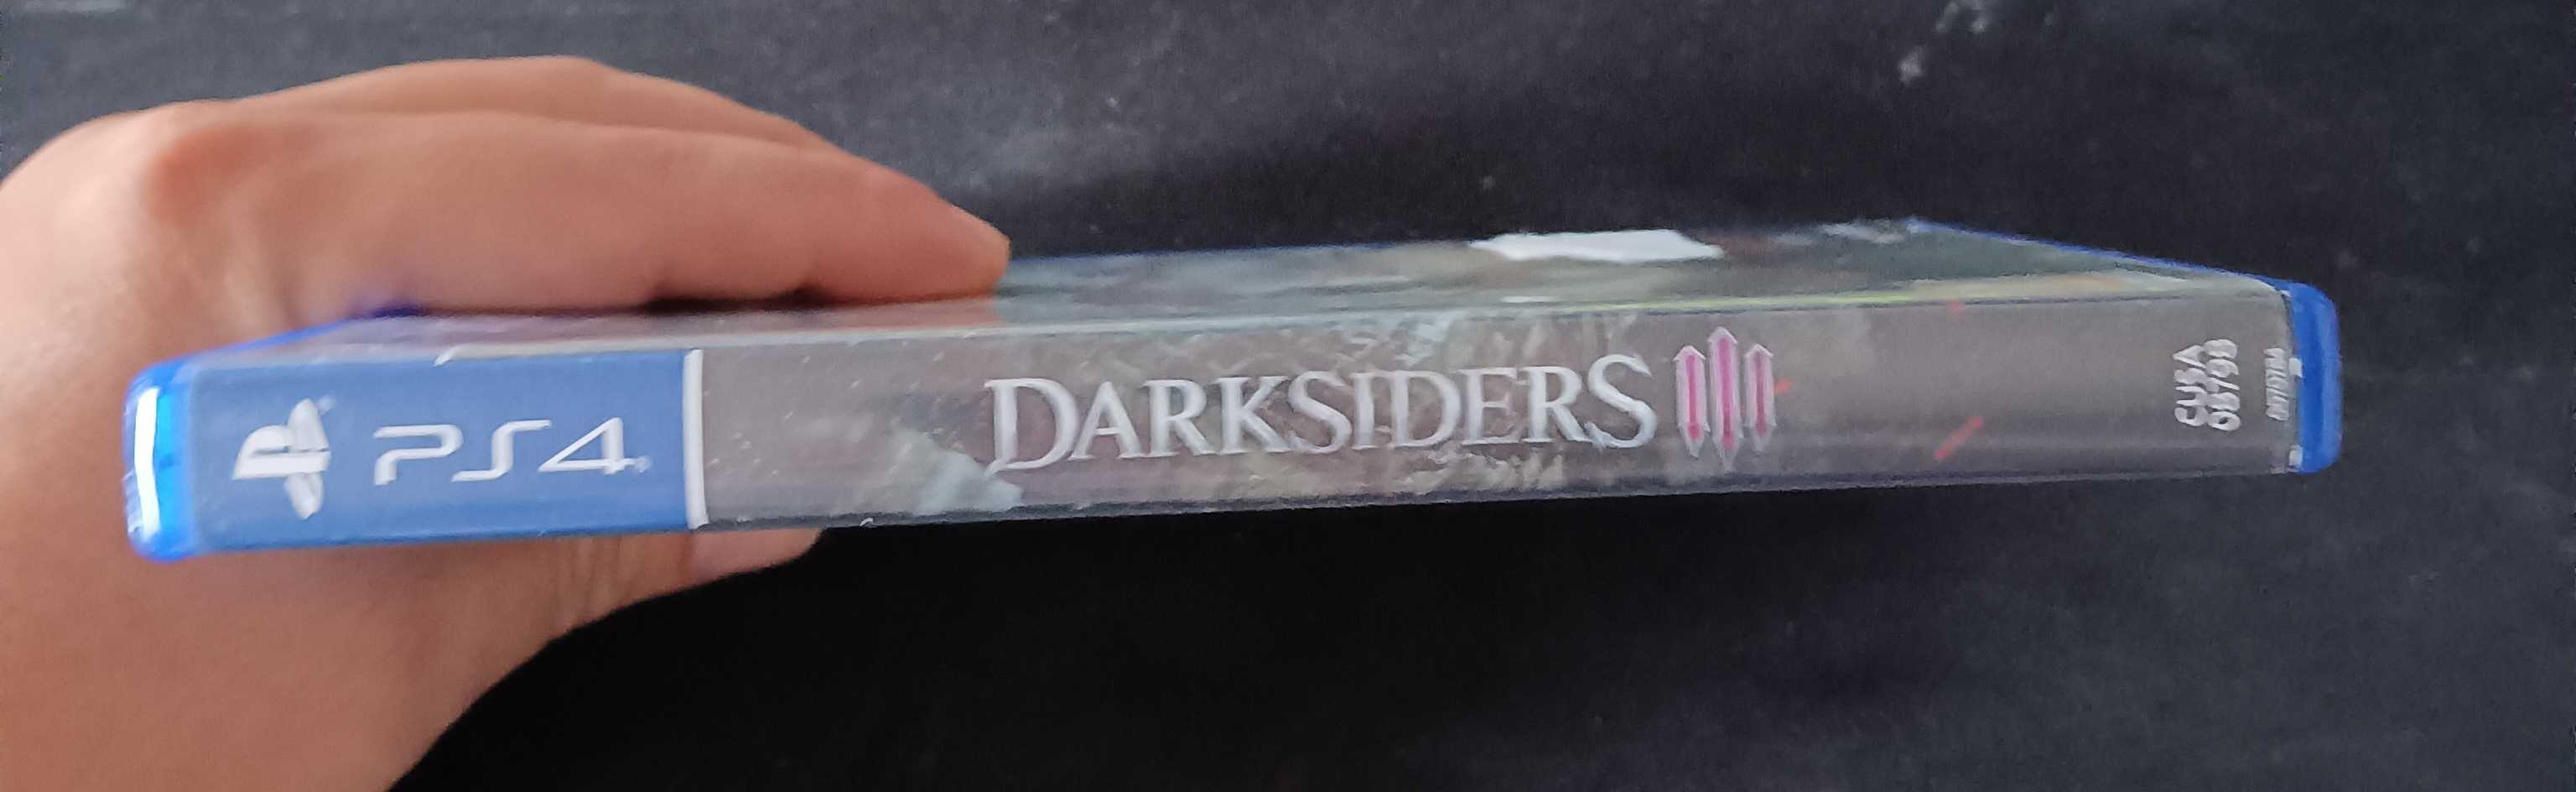 PS4
DARKSIDERS III
CUSA
08798